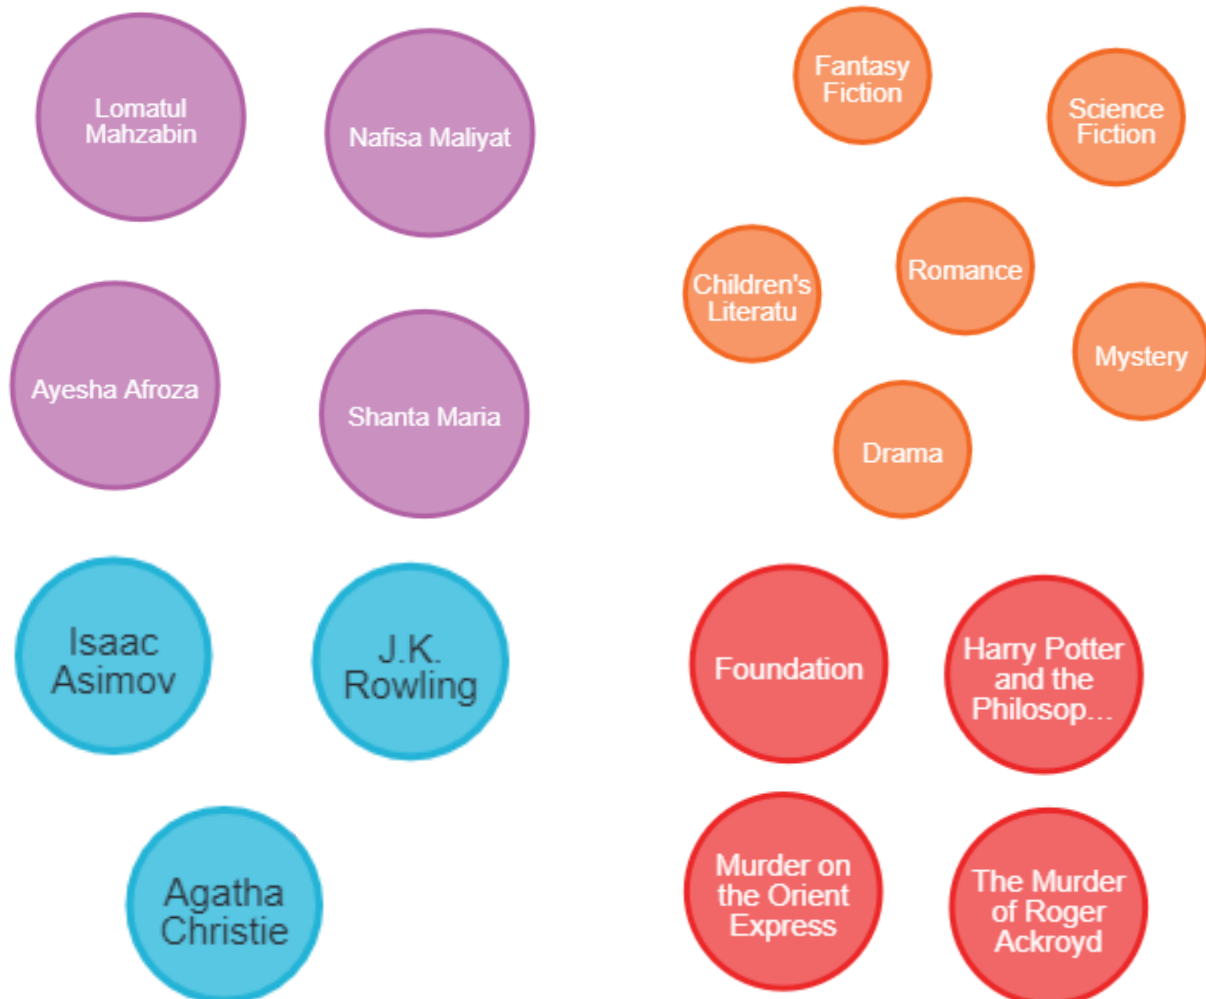 Lomatul
Mahzabin
Nafisa Maliyat
Ayesha Afroza
Shanta Maria
Fantasy
Fiction
Science
Fiction
Children's
Literatu
Romance
Mystery
Drama
Isaac
Asimov
J.K.
Rowling
Agatha
Christie
Foundation
Harry Potter
and the
Philosop...
Murder on
the Orient
Express
The Murder
of Roger
Ackroyd